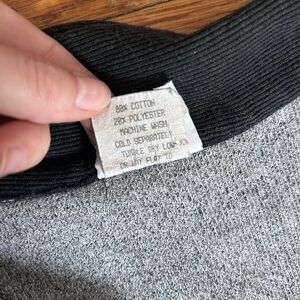 80% COTTON
20% POLYESTER
MACHINE WASH
COLD SEPARATELY
TUMBLE DRY LOW
OR LAY FLAT TO